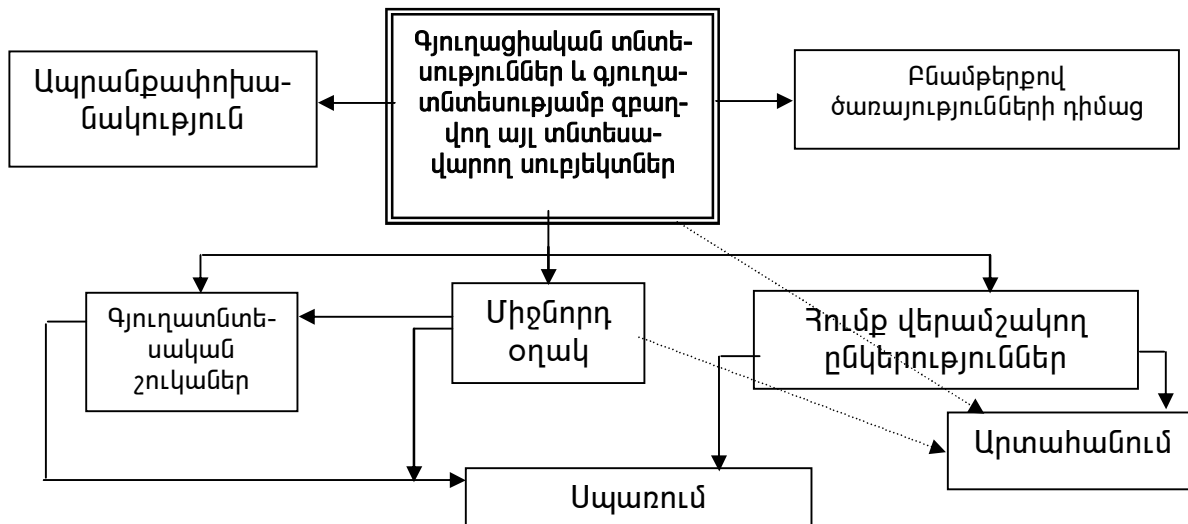 Գյուղացիական տնտե-
սություններ և գյուղա-
տնտեսությամբ զբաղ-
վող այլ տնտեսա-
վարող սուբյեկտներ
Ապրանքափոխա-
նակություն
Բնամթերքով
ծառայությունների դիմաց
Գյուղատնտե-
սական
շուկաներ
Միջնորդ
օղակ
Հումք վերամշակող
ընկերություններ
Արտահանում
Սպառում